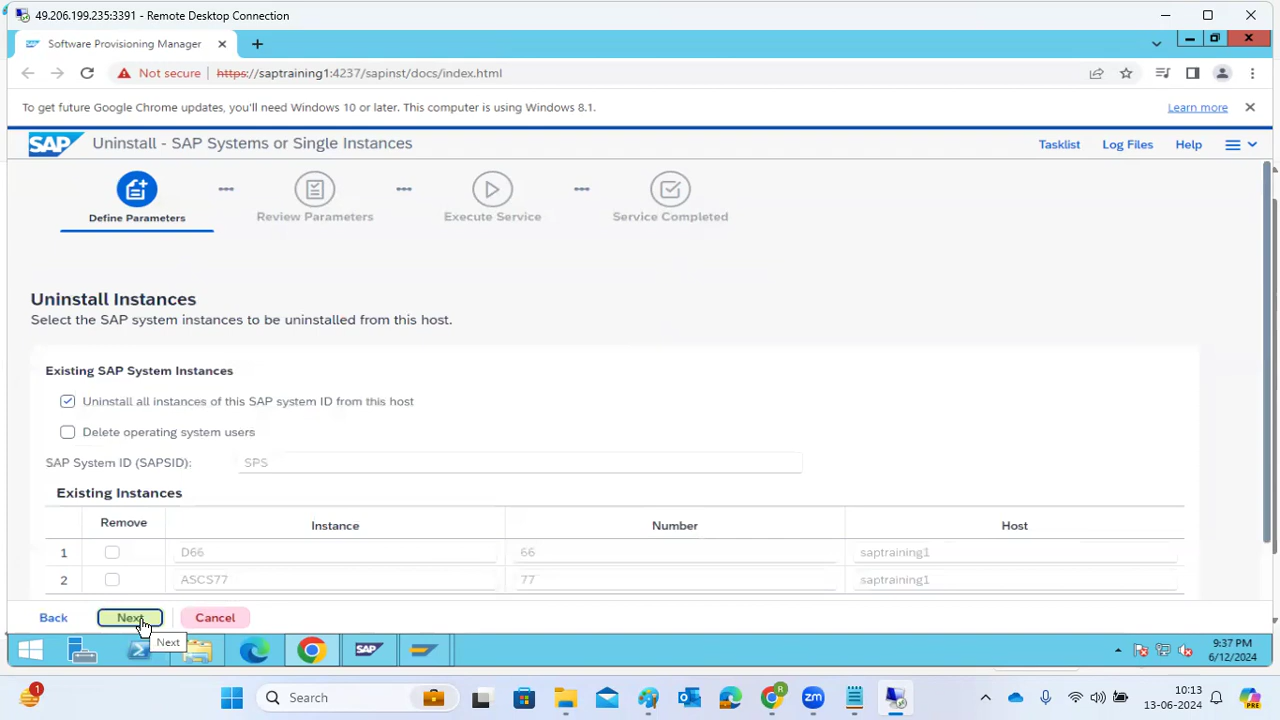 49.206.199.235:3391 - Remote Desktop Connection
Software Provisioning Manager
Not secure https://saptraining1:4237/sapinst/docs/index.html
To get future Google Chrome updates, you'll need Windows 10 or later. This computer is using Windows 8.1. Learn more
SAP Uninstall - SAP Systems or Single Instances Tasklist Log Files Help
Define Parameters Review Parameters Execute Service Service Completed
Uninstall Instances
Select the SAP system instances to be uninstalled from this host.
Existing SAP System Instances
Uninstall all instances of this SAP system ID from this host
Delete operating system users
SAP System ID (SAPSID): SPS
Existing Instances
Remove Instance Number Host
1 D66 66 saptraining1
2 ASCS77 77 saptraining1
Back Next Cancel
Next
SAP 9:37 PM
6/12/2024
1 Search R zm PRE 10:13
13-06-2024